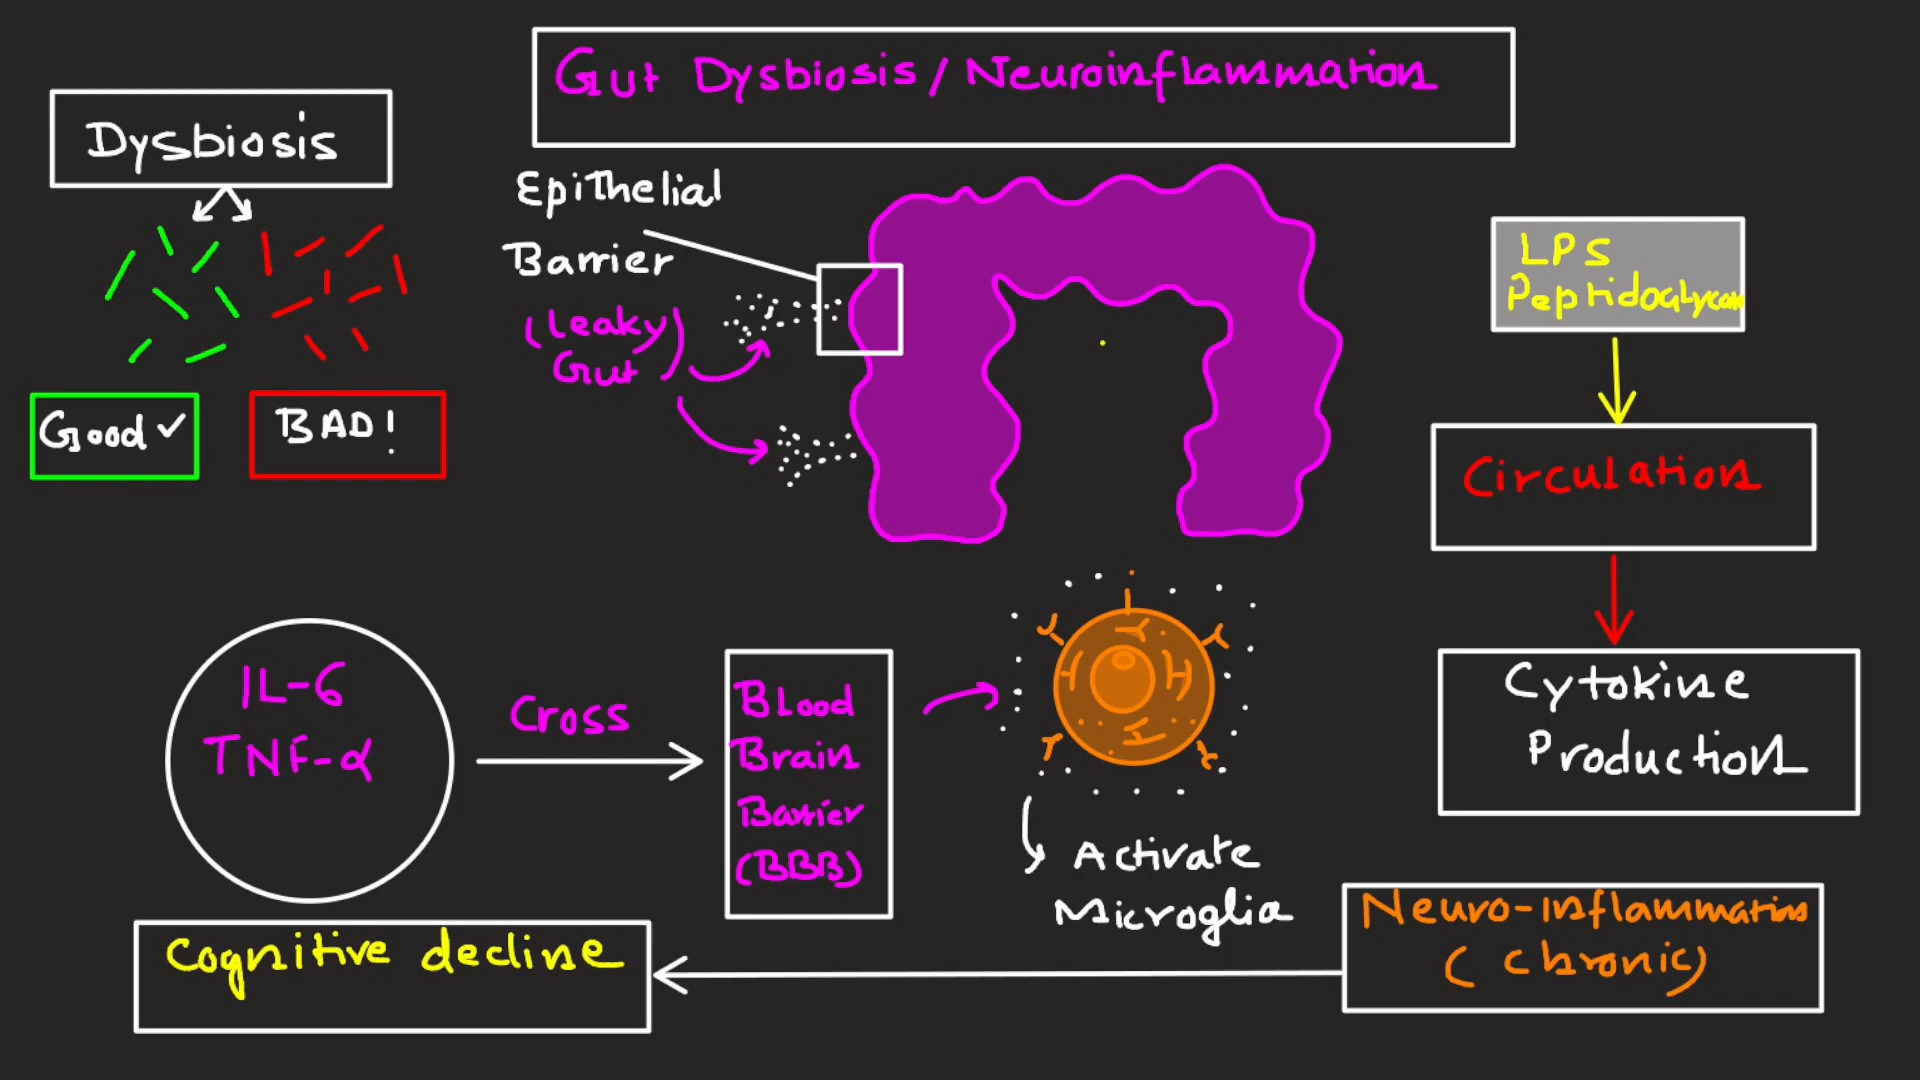 Gut Dysbiosis / Neuroinflammation
Dysbiosis
Good ✓
BAD!
Epithelial
Barrier
(Leaky
Gut)
LPS
Peptidoglycan
Circulation
Cytokine
Production
IL-6
TNF-α
Cross
Blood
Brain
Barrier
(BBB)
Activate
Microglia
Neuro-inflammation
(chronic)
Cognitive decline